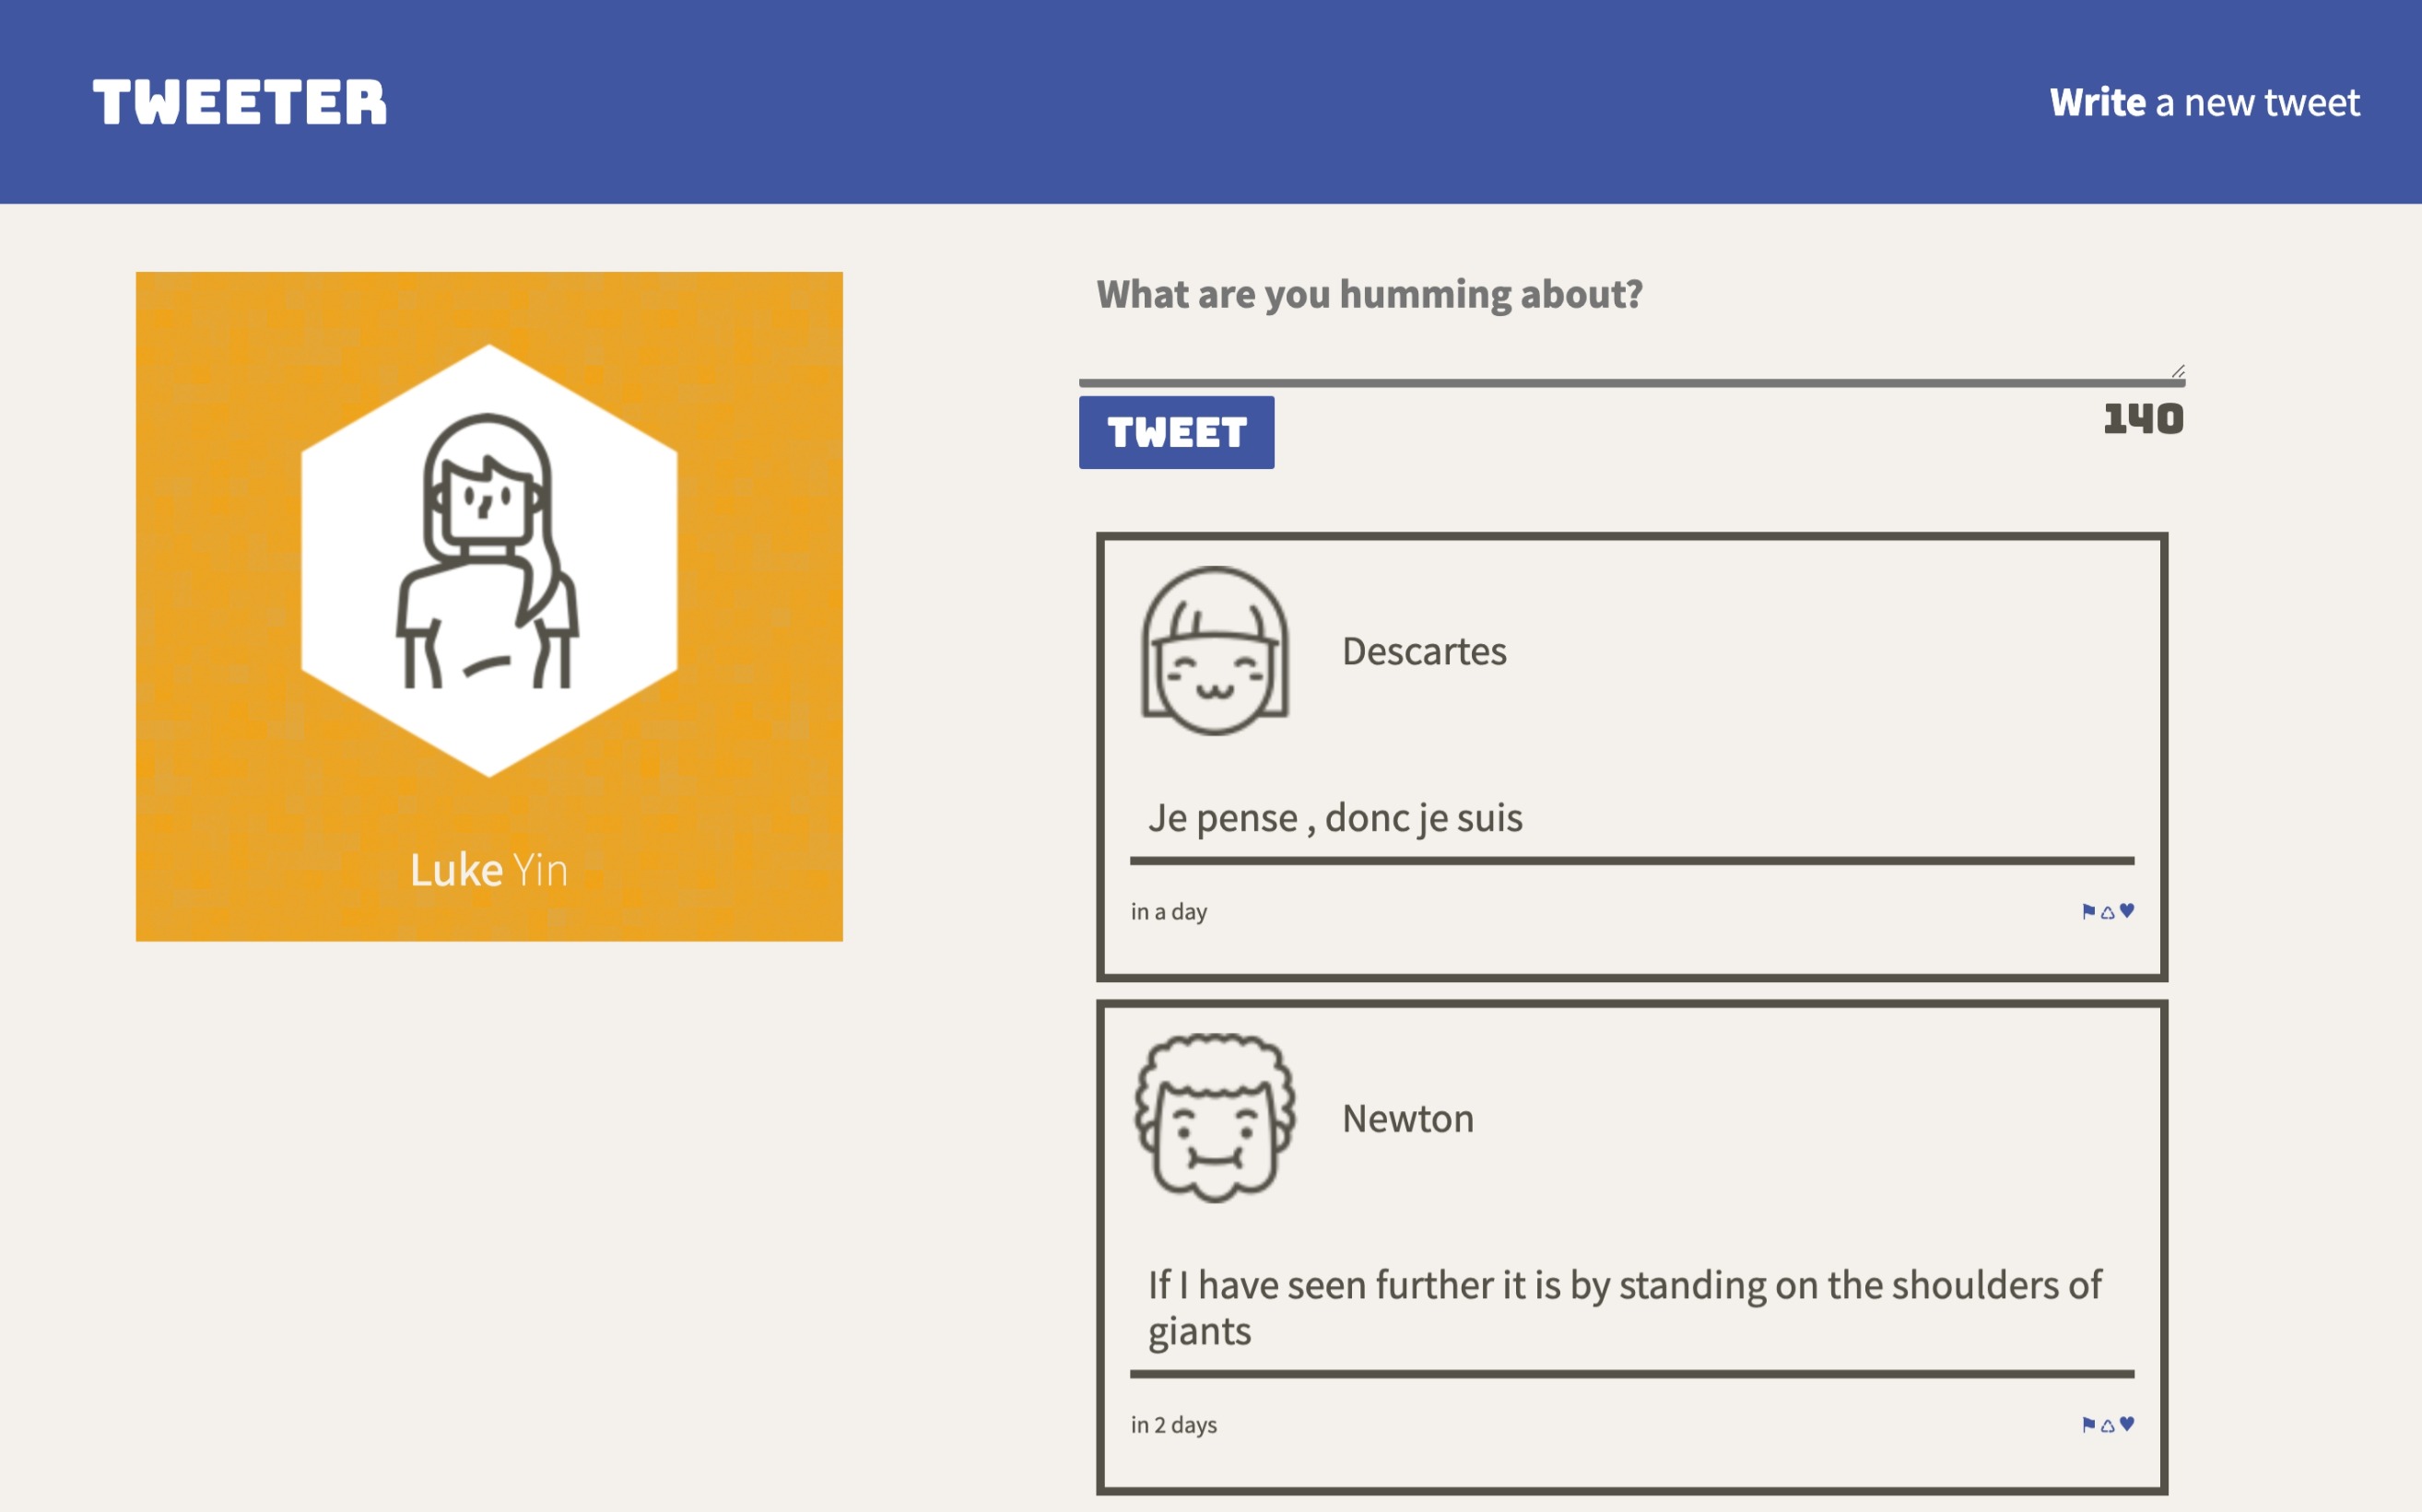 TWEETER
Write a new tweet
Luke Yin
What are you humming about?
TWEET
140
Descartes
Je pense , donc je suis
in a day
Newton
If I have seen further it is by standing on the shoulders of
giants
in 2 days